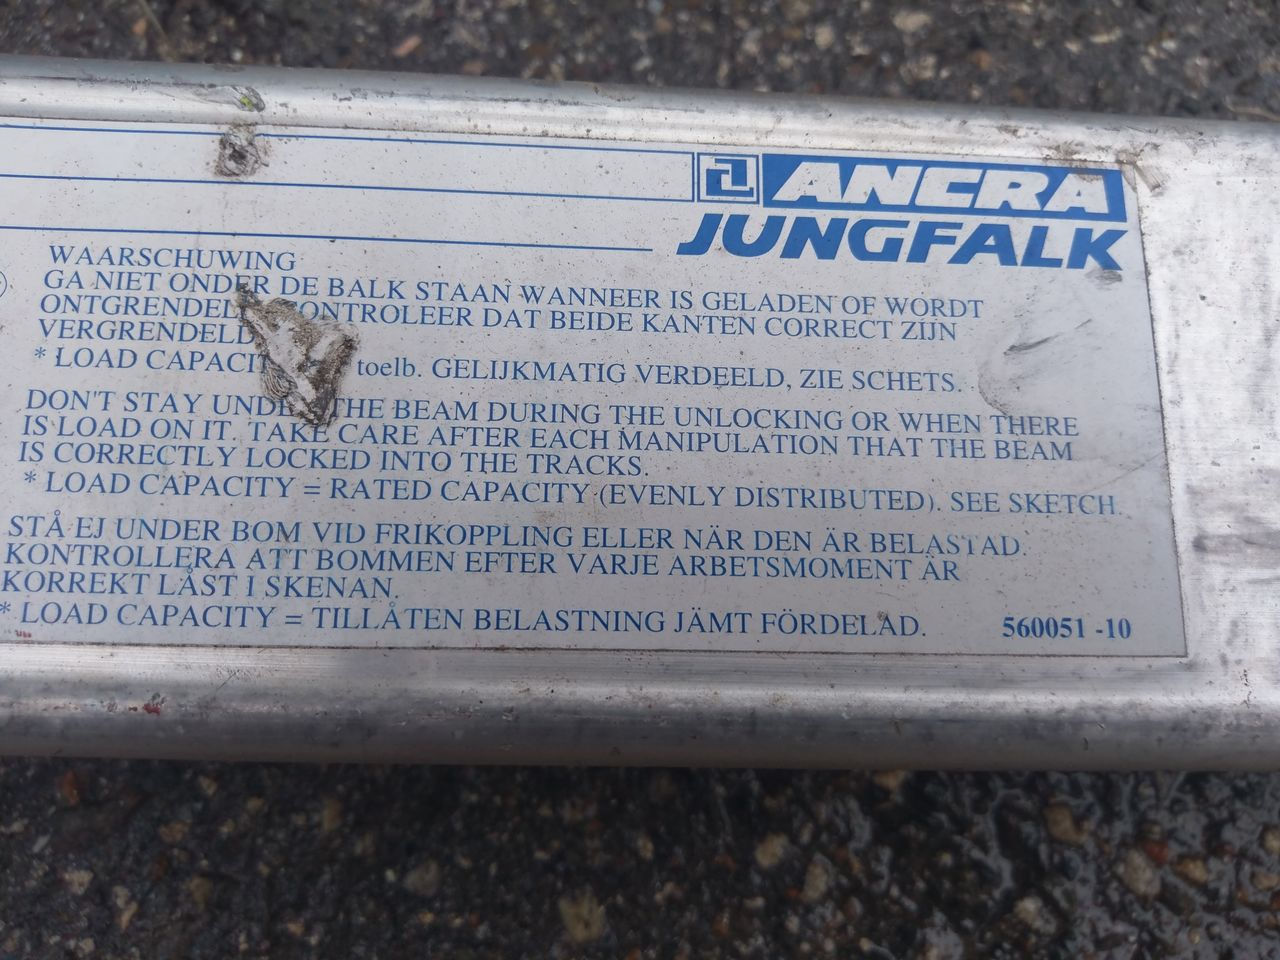 ANCRA
JUNGFALK
WAARSCHUWING
GA NIET ONDER DE BALK STAAN WANNEER IS GELADEN OF WORDT
CONTROLEER DAT BEIDE KANTEN CORRECT ZIJN
VERGRENDELD
* LOAD toelb. GELIJKMATIG VERDEELD, ZIE SCHETS.
DON'T STAY UNDER THE BEAM DURING THE UNLOCKING OR WHEN THERE
IS LOAD ON IT. TAKE CARE AFTER EACH MANIPULATION THAT THE BEAM
IS CORRECTLY LOCKED INTO THE TRACKS.
* LOAD CAPACITY = RATED CAPACITY (EVENLY DISTRIBUTED). SEE SKETCH.
STÅ EJ UNDER BOM VID FRIKOPPLING ELLER NÄR DEN ÄR BELASTAD.
KONTROLLERA ATT BOMMEN EFTER VARJE ARBETSMOMENT ÄR
KORREKT LÅST I SKENAN.
* LOAD CAPACITY = TILLÅTEN BELASTNING JÄMT FÖRDELAD.
560051 -10